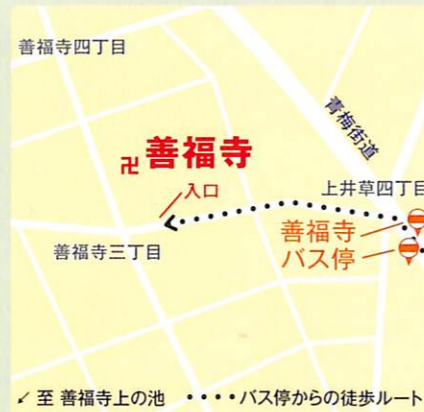 善福寺四丁目
青梅街道
卍善福寺
入口
上井草四丁目
善福寺
バス停
善福寺三丁目
↙ 至 善福寺上の池 ••••バス停からの徒歩ルート